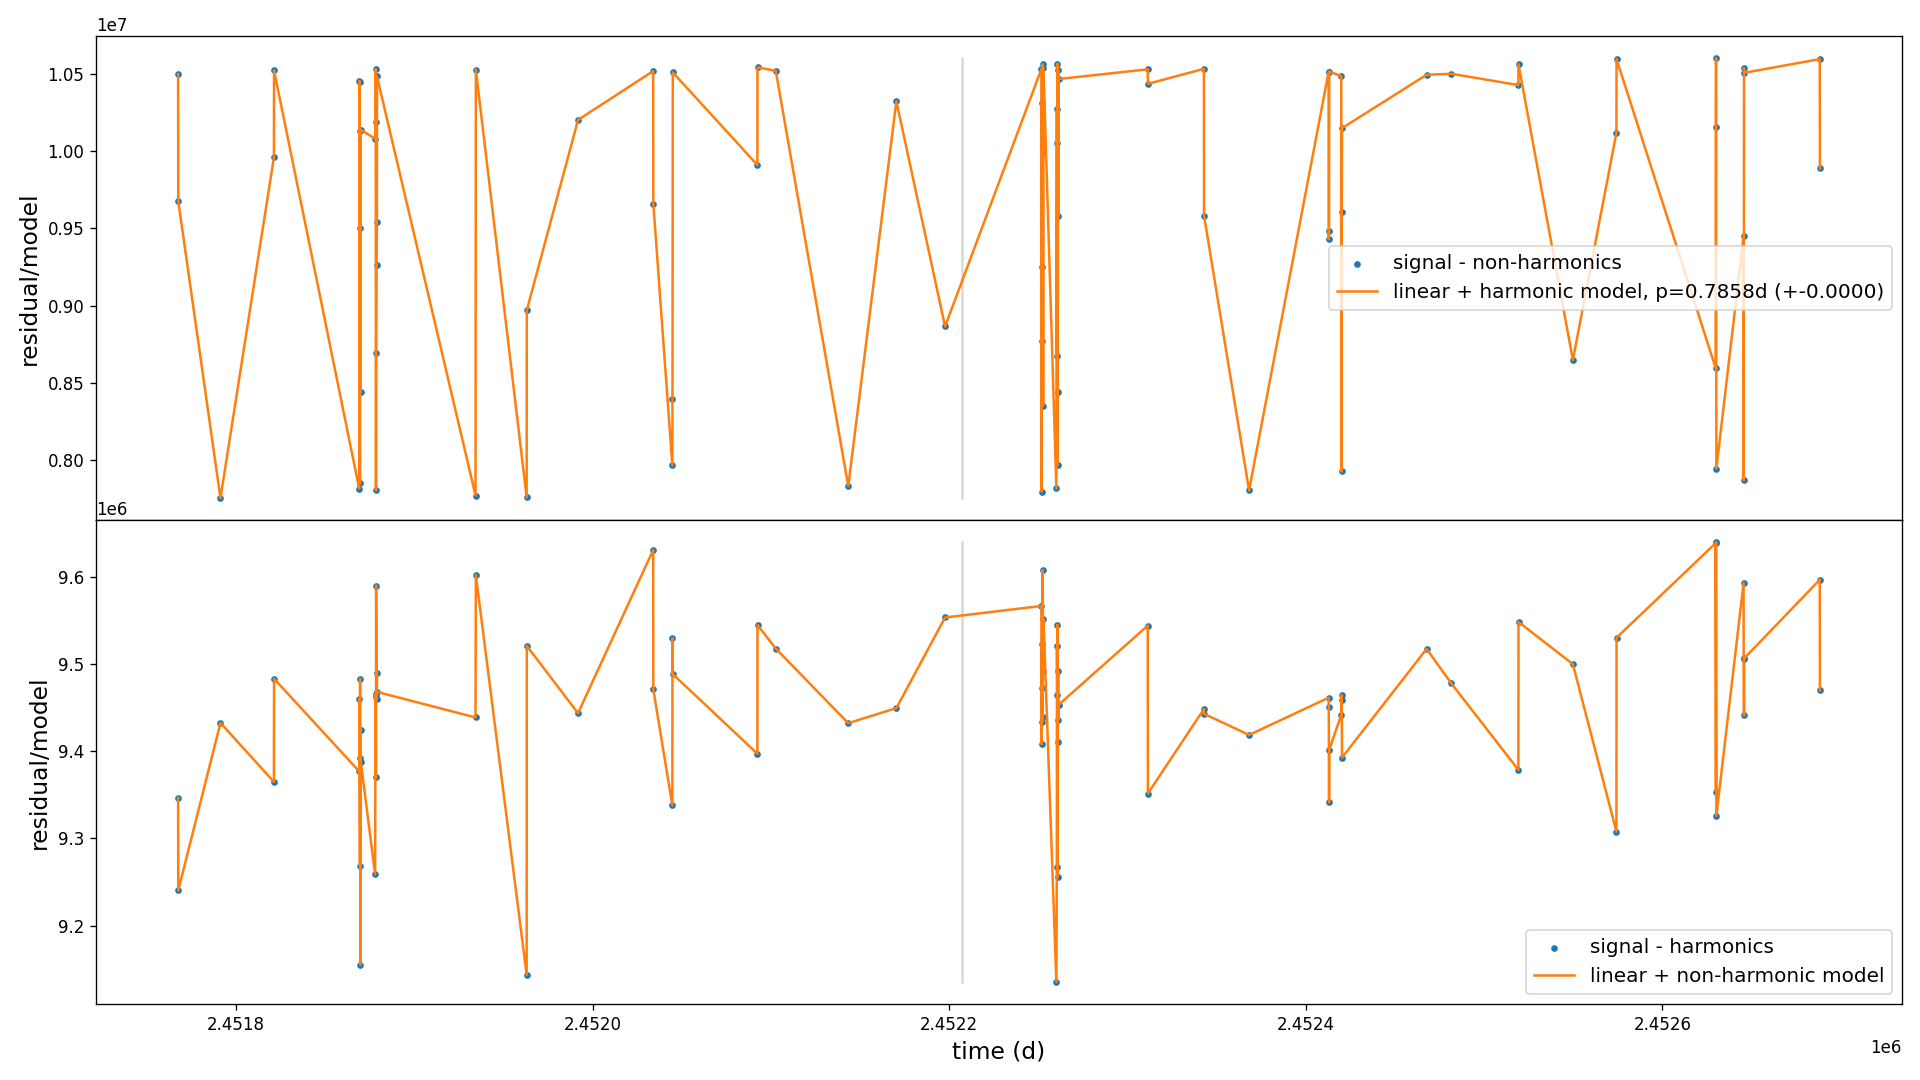 1e7
1.05
1.00
0.95
0.90
0.85
0.80
residual/model
signal - non-harmonics
linear + harmonic model, p=0.7858d (+-0.0000)
1e6
9.6
9.5
9.4
9.3
9.2
residual/model
signal - harmonics
linear + non-harmonic model
2.4518
2.4520
2.4522
2.4524
2.4526
time (d)
1e6